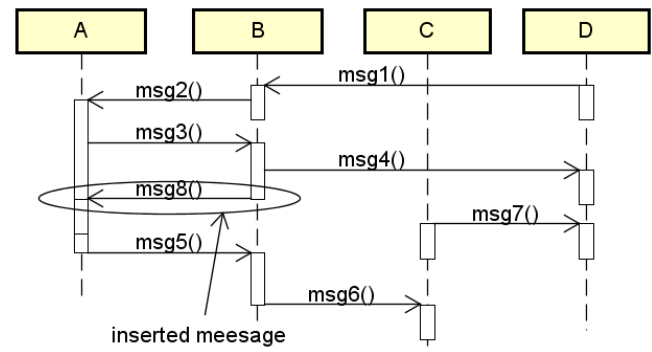 A B C D
msg1()
msg2()
msg3()
msg4()
msg8()
msg7()
msg5()
msg6()
inserted meesage